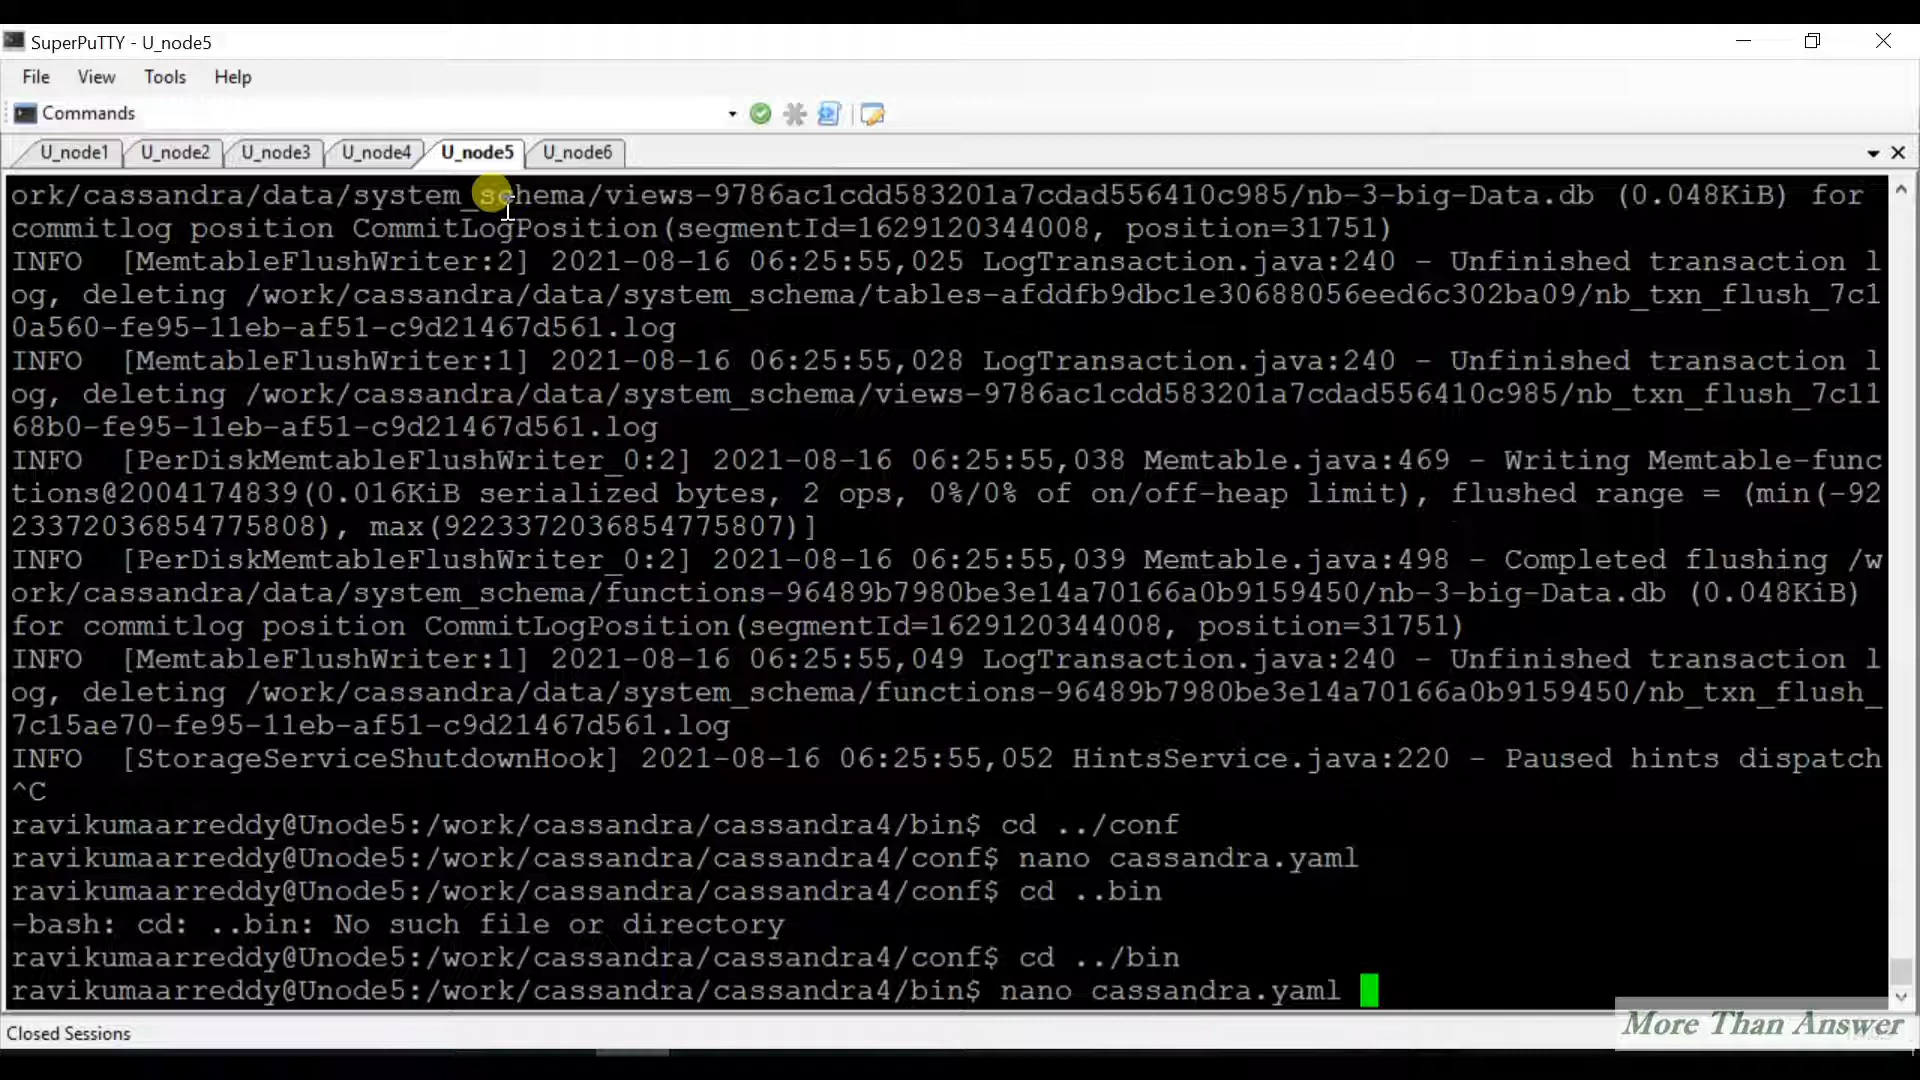 SuperPuTTY - U_node5
File View Tools Help
Commands
U_node1 U_node2 U_node3 U_node4 U_node5 U_node6
ork/cassandra/data/system_schema/views-9786ac1cdd583201a7cdad556410c985/nb-3-big-Data.db (0.048KiB) for
commitlog position CommitLogPosition(segmentId=1629120344008, position=31751)
INFO  [MemtableFlushWriter:2] 2021-08-16 06:25:55,025 LogTransaction.java:240 - Unfinished transaction l
og, deleting /work/cassandra/data/system_schema/tables-afddfb9dbc1e30688056eed6c302ba09/nb_txn_flush_7c1
0a560-fe95-11eb-af51-c9d21467d561.log
INFO  [MemtableFlushWriter:1] 2021-08-16 06:25:55,028 LogTransaction.java:240 - Unfinished transaction l
og, deleting /work/cassandra/data/system_schema/views-9786ac1cdd583201a7cdad556410c985/nb_txn_flush_7c11
68b0-fe95-11eb-af51-c9d21467d561.log
INFO  [PerDiskMemtableFlushWriter_0:2] 2021-08-16 06:25:55,038 Memtable.java:469 - Writing Memtable-func
tions@2004174839(0.016KiB serialized bytes, 2 ops, 0%/0% of on/off-heap limit), flushed range = (min(-92
23372036854775808), max(9223372036854775807)]
INFO  [PerDiskMemtableFlushWriter_0:2] 2021-08-16 06:25:55,039 Memtable.java:498 - Completed flushing /w
ork/cassandra/data/system_schema/functions-96489b7980be3e14a70166a0b9159450/nb-3-big-Data.db (0.048KiB)
for commitlog position CommitLogPosition(segmentId=1629120344008, position=31751)
INFO  [MemtableFlushWriter:1] 2021-08-16 06:25:55,049 LogTransaction.java:240 - Unfinished transaction l
og, deleting /work/cassandra/data/system_schema/functions-96489b7980be3e14a70166a0b9159450/nb_txn_flush_
7c15ae70-fe95-11eb-af51-c9d21467d561.log
INFO  [StorageServiceShutdownHook] 2021-08-16 06:25:55,052 HintsService.java:220 - Paused hints dispatch
^C
ravikumaarreddy@Unode5:/work/cassandra/cassandra4/bin$ cd ../conf
ravikumaarreddy@Unode5:/work/cassandra/cassandra4/conf$ nano cassandra.yaml
ravikumaarreddy@Unode5:/work/cassandra/cassandra4/conf$ cd ..bin
-bash: cd: ..bin: No such file or directory
ravikumaarreddy@Unode5:/work/cassandra/cassandra4/conf$ cd ../bin
ravikumaarreddy@Unode5:/work/cassandra/cassandra4/bin$ nano cassandra.yaml
Closed Sessions
More Than Answer